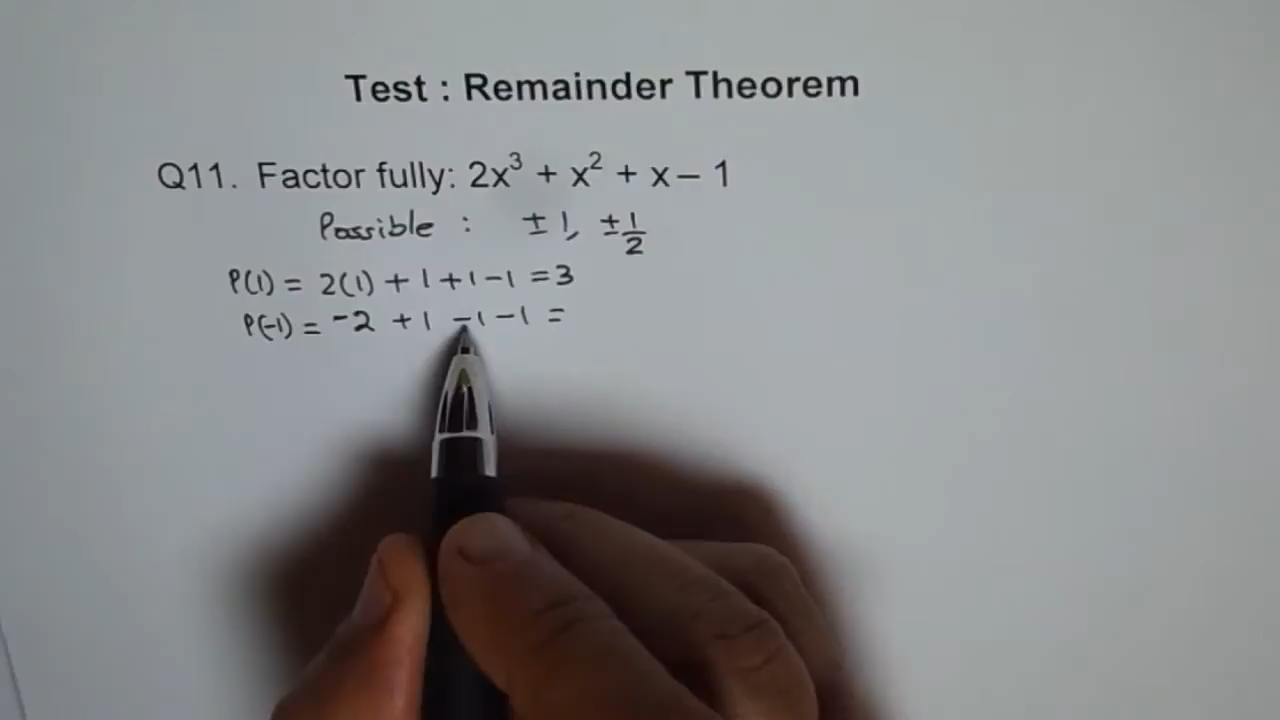 Test : Remainder Theorem
Q11. Factor fully: 2x³ + x² + x – 1
Possible : ±1, ±1/2
P(1) = 2(1) + 1 + 1 - 1 = 3
P(-1) = -2 + 1 - 1 - 1 =